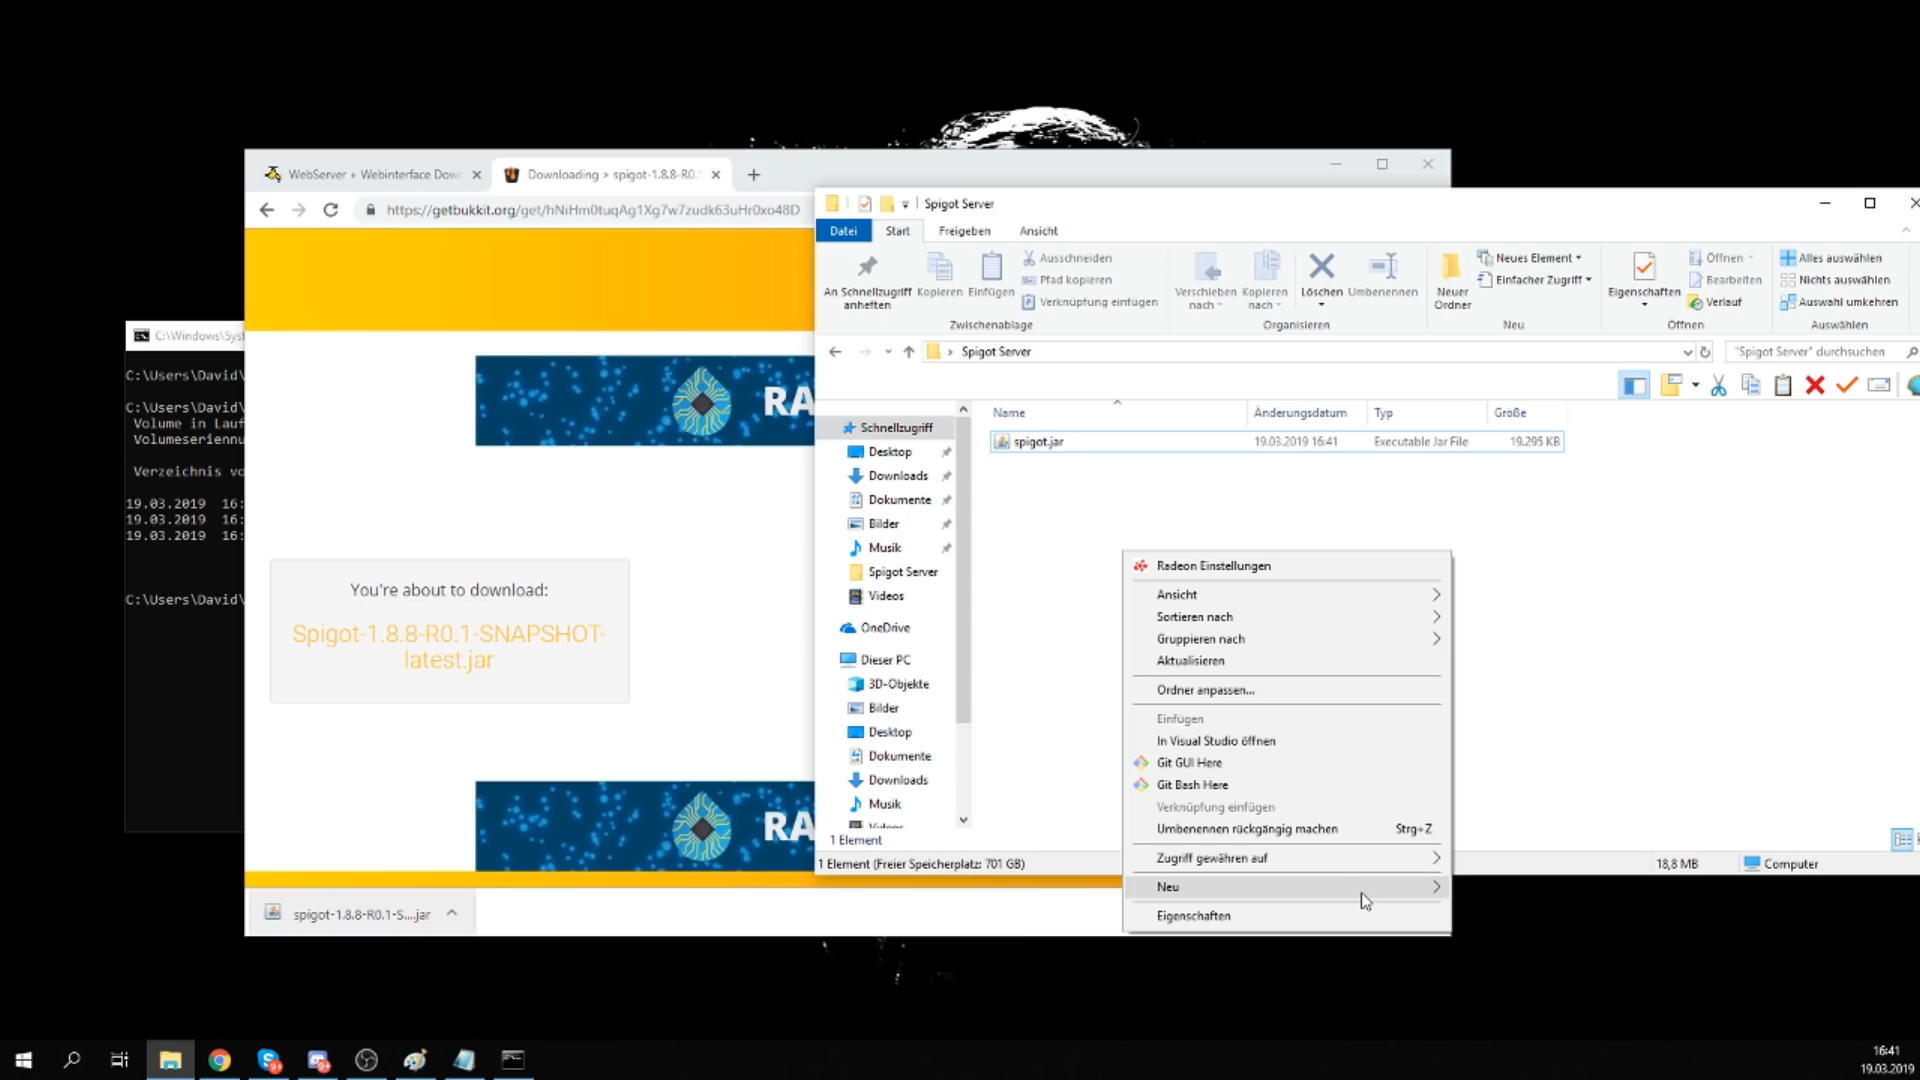 WebServer + Webinterface Dow
Downloading > spigot-1.8.8-R0.1
https://getbukkit.org/get/hNiHm0tuqAg1Xg7w7zudk63uHr0xo48D
C:\Windows\Sys
C:\Users\David\
C:\Users\David\
Volume in Lauf
Volumeseriennu
Verzeichnis vo
19.03.2019 16:
19.03.2019 16:
19.03.2019 16:
C:\Users\David\
RA
You're about to download:
Spigot-1.8.8-R0.1-SNAPSHOT-
latest.jar
RA
spigot-1.8.8-R0.1-S....jar
Spigot Server
Datei Start Freigeben Ansicht
An Schnellzugriff
anheften
Kopieren
Einfügen
Ausschneiden
Pfad kopieren
Verknüpfung einfügen
Zwischenablage
Verschieben
nach
Kopieren
nach
Löschen
Umbenennen
Organisieren
Neuer
Ordner
Neues Element
Einfacher Zugriff
Neu
Eigenschaften
Öffnen
Bearbeiten
Verlauf
Öffnen
Alles auswählen
Nichts auswählen
Auswahl umkehren
Auswählen
Spigot Server
"Spigot Server" durchsuchen
Name Änderungsdatum Typ Größe
spigot.jar 19.03.2019 16:41 Executable Jar File 19.295 KB
Schnellzugriff
Desktop
Downloads
Dokumente
Bilder
Musik
Spigot Server
Videos
OneDrive
Dieser PC
3D-Objekte
Bilder
Desktop
Dokumente
Downloads
Musik
Videos
1 Element
1 Element (Freier Speicherplatz: 701 GB)
18,8 MB
Computer
Radeon Einstellungen
Ansicht
Sortieren nach
Gruppieren nach
Aktualisieren
Ordner anpassen...
Einfügen
In Visual Studio öffnen
Git GUI Here
Git Bash Here
Verknüpfung einfügen
Umbenennen rückgängig machen Strg+Z
Zugriff gewähren auf
Neu
Eigenschaften
16:41
19.03.2019